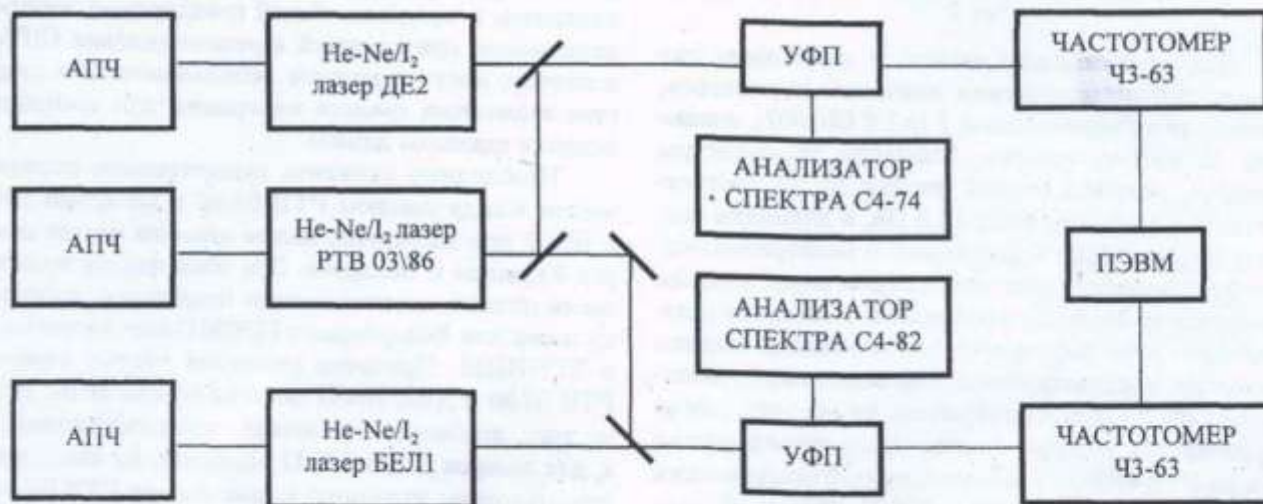 АПЧ
He-Ne/I₂
лазер ДЕ2
УФП
ЧАСТОТОМЕР
ЧЗ-63
АНАЛИЗАТОР
СПЕКТРА С4-74
АПЧ
He-Ne/I₂ лазер
РТВ 03\86
ПЭВМ
АНАЛИЗАТОР
СПЕКТРА С4-82
АПЧ
He-Ne/I₂
лазер БЕЛ1
УФП
ЧАСТОТОМЕР
ЧЗ-63